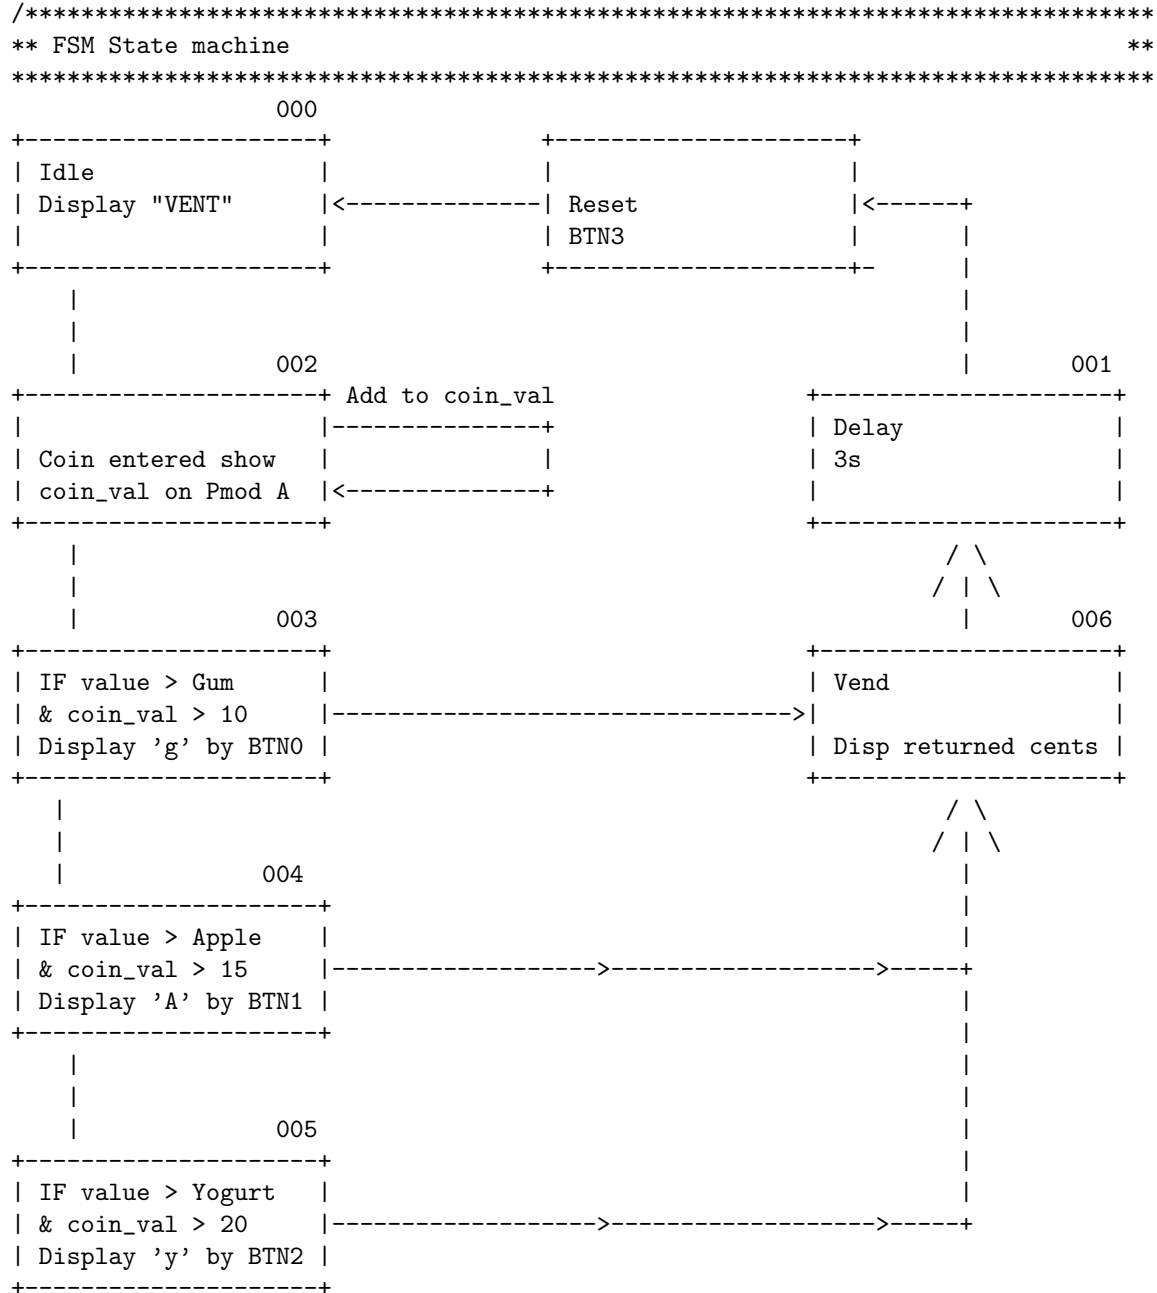 /*********************************************************************************
** FSM State machine **
**********************************************************************************
000
Idle
Display "VENT"
Reset
BTN3
002
001
Add to coin_val
Coin entered show
coin_val on Pmod A
Delay
3s
003
006
IF value > Gum
& coin_val > 10
Display 'g' by BTN0
Vend
Disp returned cents
004
IF value > Apple
& coin_val > 15
Display 'A' by BTN1
005
IF value > Yogurt
& coin_val > 20
Display 'y' by BTN2